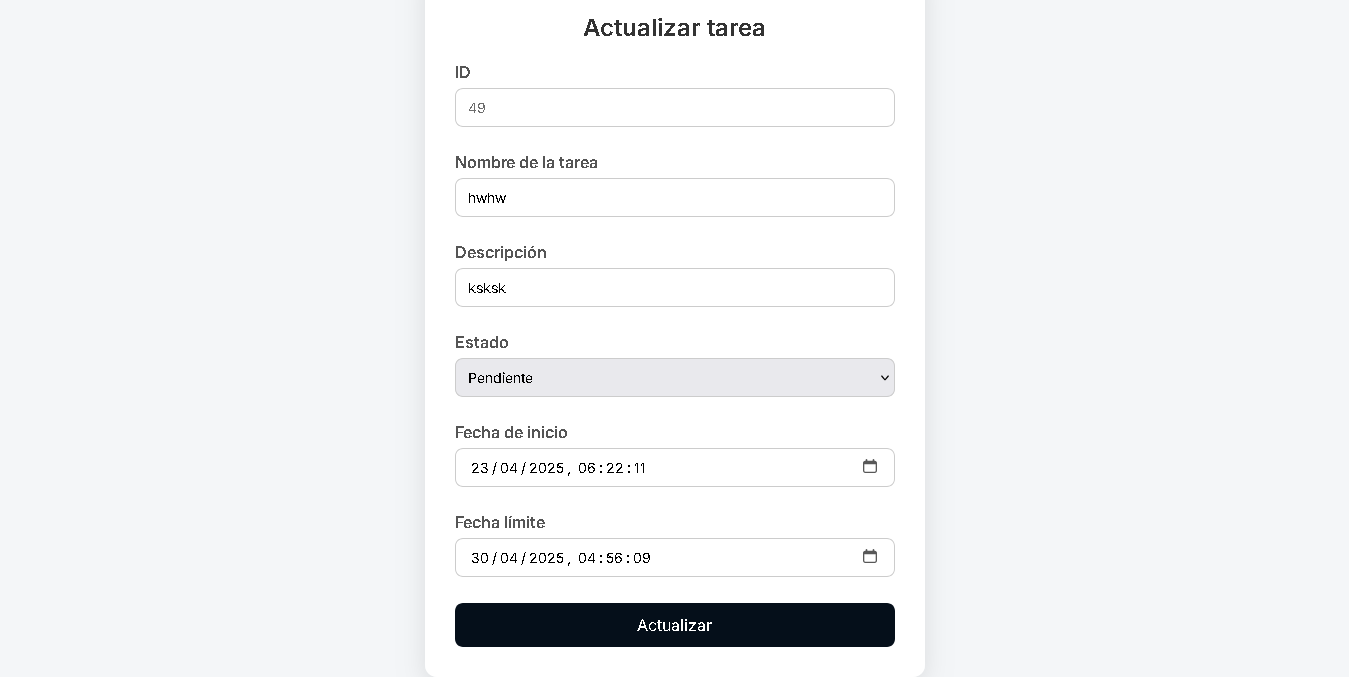 Actualizar tarea
ID
49
Nombre de la tarea
hwhw
Descripción
ksksk
Estado
Pendiente
Fecha de inicio
23/04/2025, 06:22:11
Fecha límite
30/04/2025, 04:56:09
Actualizar